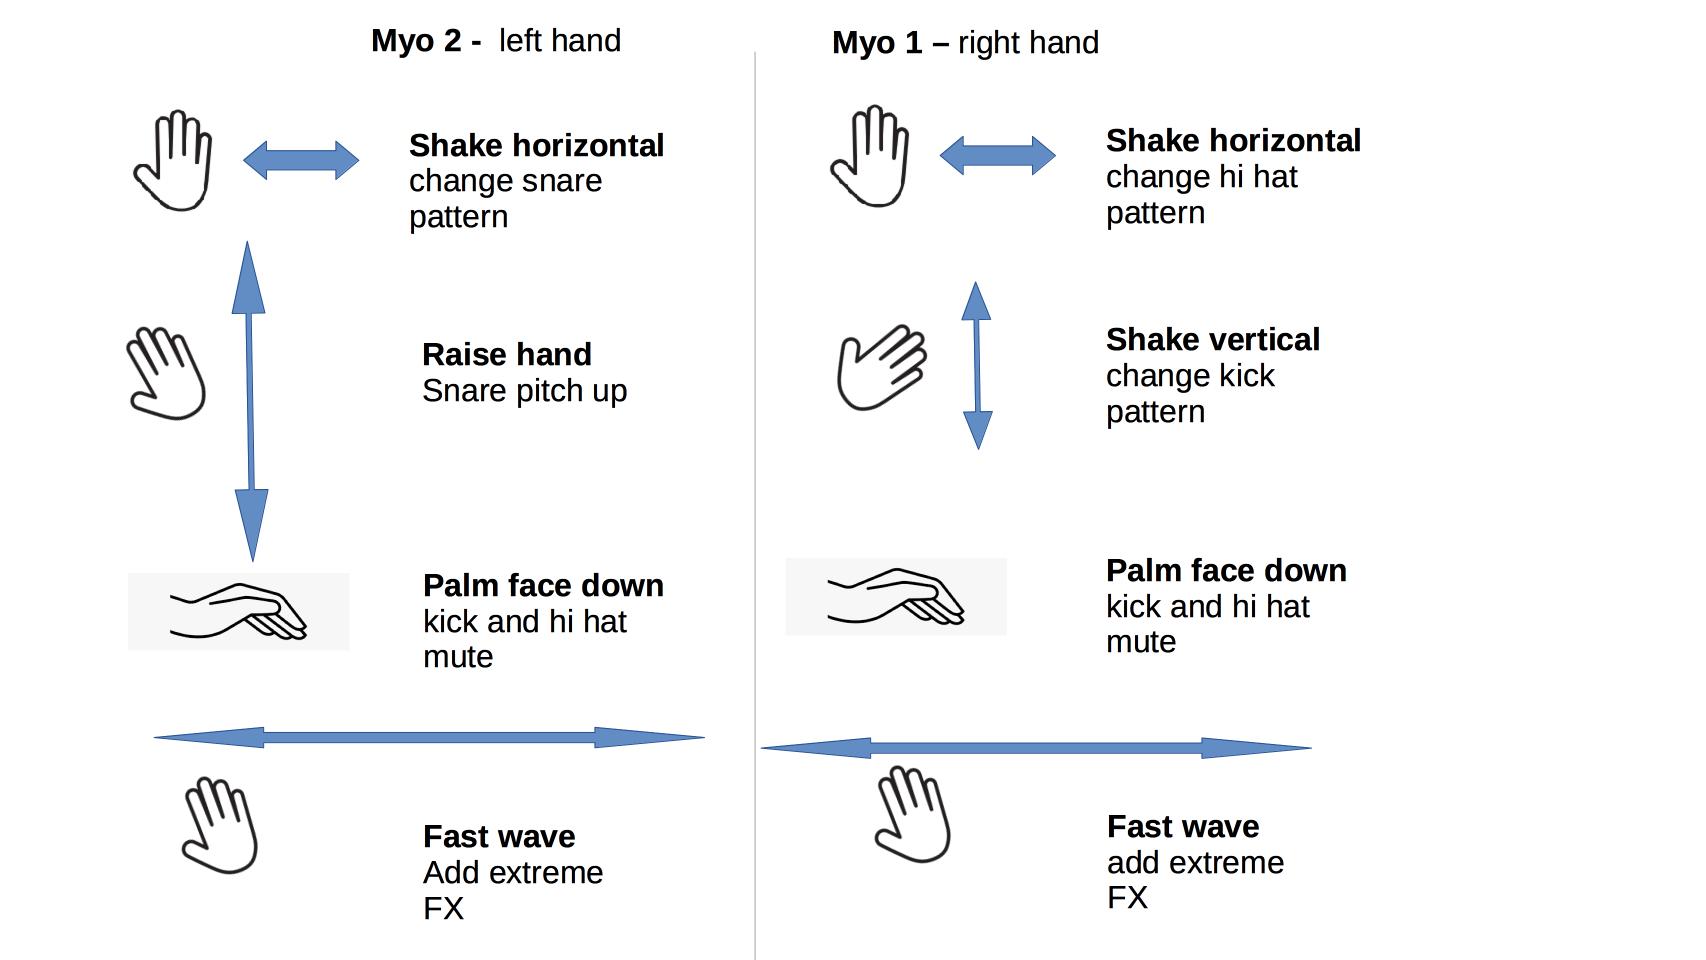 Myo 2 - left hand
Shake horizontal
change snare
pattern
Raise hand
Snare pitch up
Palm face down
kick and hi hat
mute
Fast wave
Add extreme
FX
Myo 1 – right hand
Shake horizontal
change hi hat
pattern
Shake vertical
change kick
pattern
Palm face down
kick and hi hat
mute
Fast wave
add extreme
FX